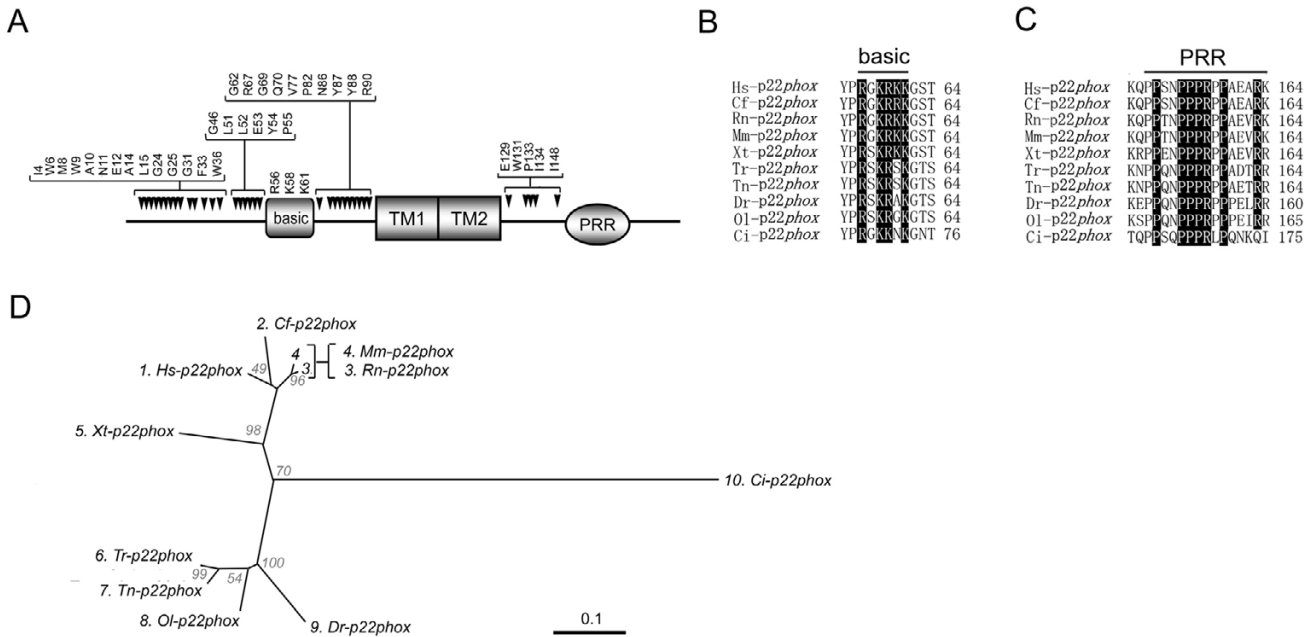 A
I4 W6 M8 W9 A10 N11 E12 A14 L15 G24 G25 G31 F33 W36
G46 L51 L52 E53 Y54 P55
R56 K58 K61
G62 R67 G69 Q70 V77 P82 N86 Y87 Y88 R90
E129 W131 P133 I134 I148
basic TM1 TM2 PRR
B
basic
Hs-p22phox YPRGKRKKGST 64
Cf-p22phox YPRGKRRKGST 64
Rn-p22phox YPRGKRKKGST 64
Mm-p22phox YPRGKRKKGST 64
Xt-p22phox YPRSKRKKGST 64
Tr-p22phox YPRSKRSKGTS 64
Tn-p22phox YPRSKRSKGTS 64
Dr-p22phox YPRSKRAKGTS 64
Ol-p22phox YPRSKRGKGTS 64
Ci-p22phox YPRGKKNKGNT 76
C
PRR
Hs-p22phox KQPPSNPPPRPPAEARK 164
Cf-p22phox KQPPSNPPPRPPAEARK 164
Rn-p22phox KQPPTNPPPRPPAEVRK 164
Mm-p22phox KQPPTNPPPRPPAEVRK 164
Xt-p22phox KRPPENPPPRPPAEVRR 164
Tr-p22phox KNPPQNPPPRPPADTRR 164
Tn-p22phox KNPPQNPPPRPPAETRR 164
Dr-p22phox KEPPQNPPPRPPPELRR 160
Ol-p22phox KSPPQNPPPRPPPEIRR 165
Ci-p22phox TQPPSQPPPRLPQNKQI 175
D
2. Cf-p22phox
4 4. Mm-p22phox
1. Hs-p22phox 49 3 3. Rn-p22phox
96
5. Xt-p22phox 98
70
10. Ci-p22phox
6. Tr-p22phox 100
99 54
7. Tn-p22phox
8. Ol-p22phox 9. Dr-p22phox
0.1